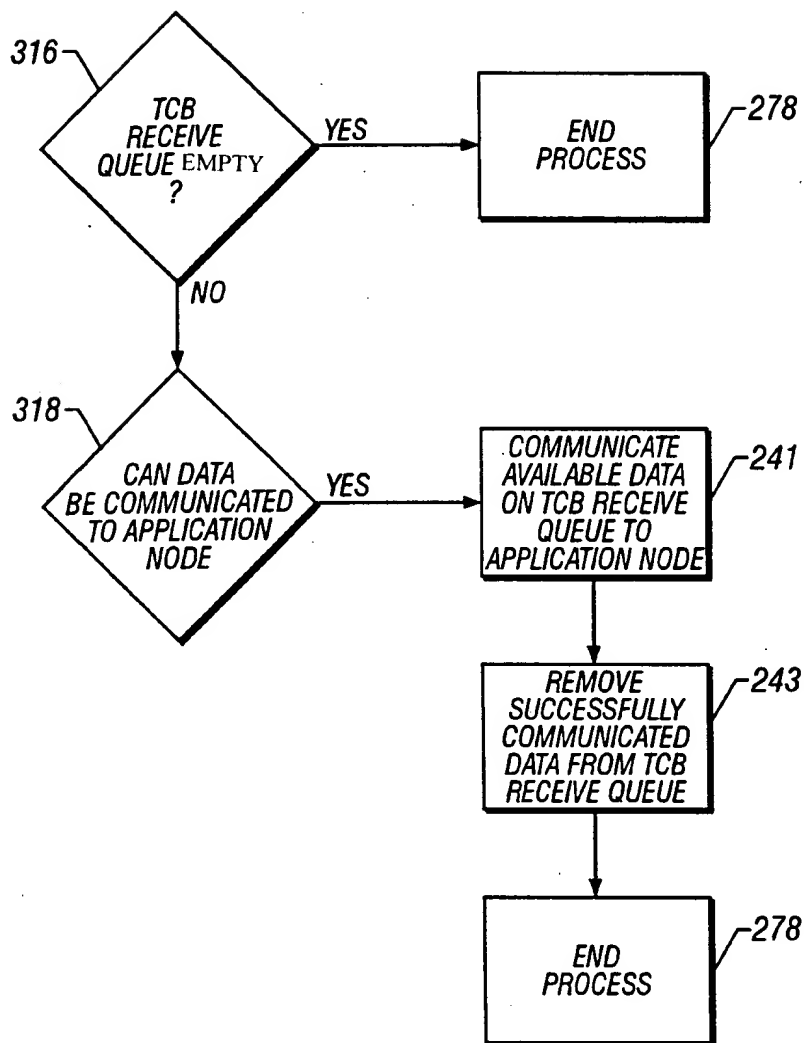 316
TCB
RECEIVE
QUEUE EMPTY
?
YES
END
PROCESS
278
NO
318
CAN DATA
BE COMMUNICATED
TO APPLICATION
NODE
YES
COMMUNICATE
AVAILABLE DATA
ON TCB RECEIVE
QUEUE TO
APPLICATION NODE
241
REMOVE
SUCCESSFULLY
COMMUNICATED
DATA FROM TCB
RECEIVE QUEUE
243
END
PROCESS
278